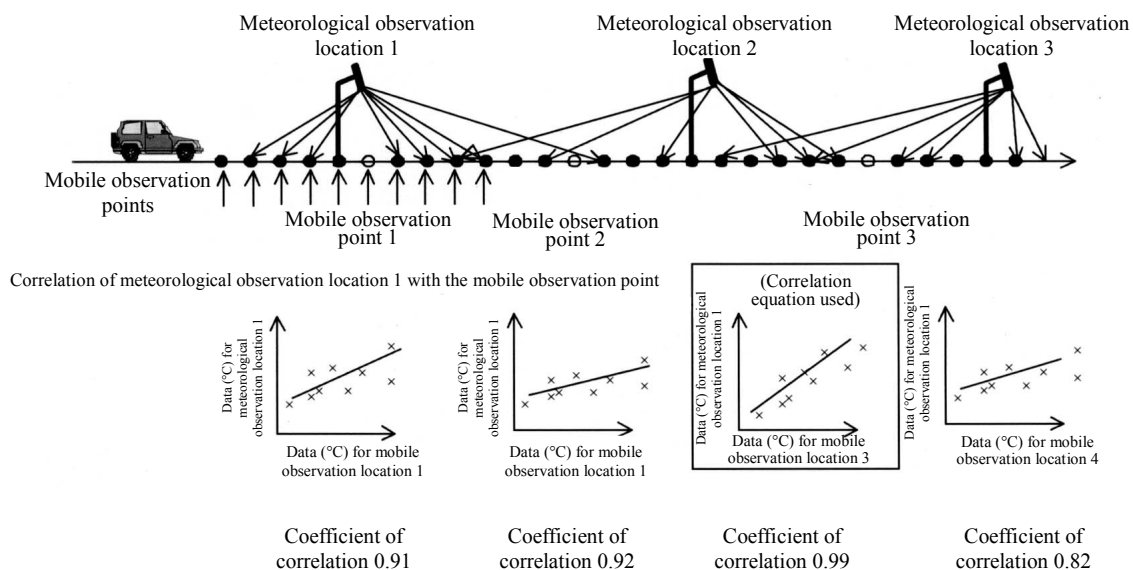 Meteorological observation
location 1
Meteorological observation
location 2
Meteorological observation
location 3
Mobile observation
points
Mobile observation
point 1
Mobile observation
point 2
Mobile observation
point 3
Correlation of meteorological observation location 1 with the mobile observation point
Data (°C) for
meteorological
observation location 1
Data (°C) for mobile
observation location 1
Data (°C) for
meteorological
observation location 1
Data (°C) for mobile
observation location 1
(Correlation
equation used)
Data (°C) for meteorological
observation location 1
Data (°C) for mobile
observation location 3
Data (°C) for meteorological
observation location 1
Data (°C) for mobile
observation location 4
Coefficient of
correlation 0.91
Coefficient of
correlation 0.92
Coefficient of
correlation 0.99
Coefficient of
correlation 0.82